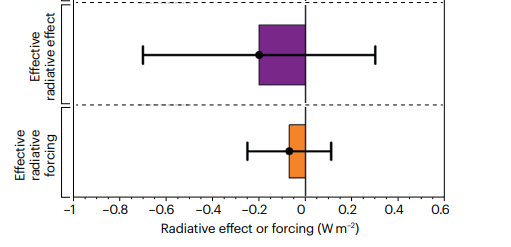 Effective
radiative effect
Effective
radiative
forcing
–1 –0.8 –0.6 –0.4 –0.2 0 0.2 0.4 0.6
Radiative effect or forcing (W m–2)